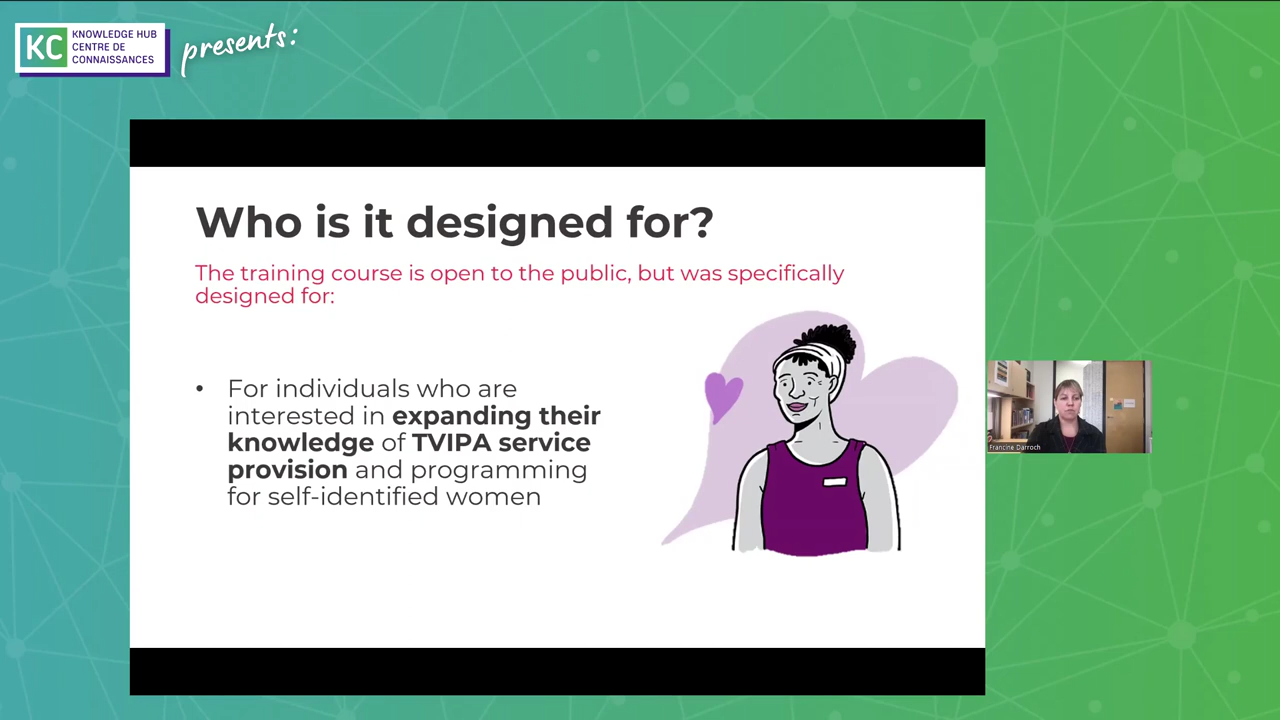 KC
KNOWLEDGE HUB
CENTRE DE
CONNAISSANCES
presents:
Who is it designed for?
The training course is open to the public, but was specifically
designed for:
• For individuals who are
interested in expanding their
knowledge of TVIPA service
provision and programming
for self-identified women
Francine Darroch